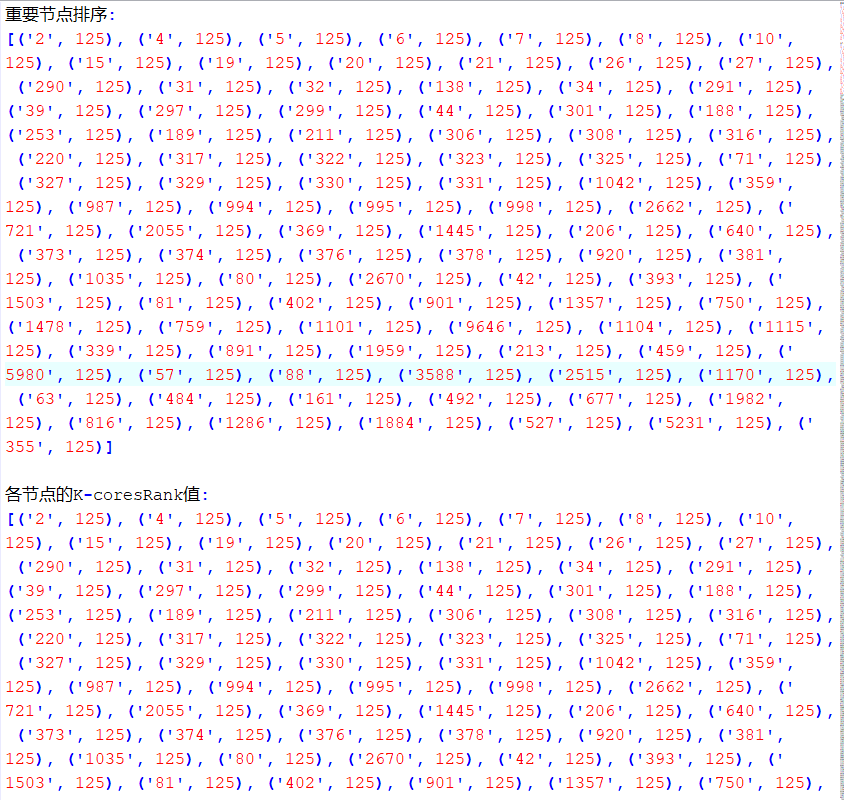 重要节点排序:
[('2', 125), ('4', 125), ('5', 125), ('6', 125), ('7', 125), ('8', 125), ('10',
125), ('15', 125), ('19', 125), ('20', 125), ('21', 125), ('26', 125), ('27', 125),
('290', 125), ('31', 125), ('32', 125), ('138', 125), ('34', 125), ('291', 125),
('39', 125), ('297', 125), ('299', 125), ('44', 125), ('301', 125), ('188', 125),
('253', 125), ('189', 125), ('211', 125), ('306', 125), ('308', 125), ('316', 125),
('220', 125), ('317', 125), ('322', 125), ('323', 125), ('325', 125), ('71', 125),
('327', 125), ('329', 125), ('330', 125), ('331', 125), ('1042', 125), ('359',
125), ('987', 125), ('994', 125), ('995', 125), ('998', 125), ('2662', 125), ('
721', 125), ('2055', 125), ('369', 125), ('1445', 125), ('206', 125), ('640', 125),
('373', 125), ('374', 125), ('376', 125), ('378', 125), ('920', 125), ('381',
125), ('1035', 125), ('80', 125), ('2670', 125), ('42', 125), ('393', 125), ('
1503', 125), ('81', 125), ('402', 125), ('901', 125), ('1357', 125), ('750', 125),
('1478', 125), ('759', 125), ('1101', 125), ('9646', 125), ('1104', 125), ('1115',
125), ('339', 125), ('891', 125), ('1959', 125), ('213', 125), ('459', 125), ('
5980', 125), ('57', 125), ('88', 125), ('3588', 125), ('2515', 125), ('1170', 125),
('63', 125), ('484', 125), ('161', 125), ('492', 125), ('677', 125), ('1982',
125), ('816', 125), ('1286', 125), ('1884', 125), ('527', 125), ('5231', 125), ('
355', 125)]
各节点的K-coresRank值:
[('2', 125), ('4', 125), ('5', 125), ('6', 125), ('7', 125), ('8', 125), ('10',
125), ('15', 125), ('19', 125), ('20', 125), ('21', 125), ('26', 125), ('27', 125),
('290', 125), ('31', 125), ('32', 125), ('138', 125), ('34', 125), ('291', 125),
('39', 125), ('297', 125), ('299', 125), ('44', 125), ('301', 125), ('188', 125),
('253', 125), ('189', 125), ('211', 125), ('306', 125), ('308', 125), ('316', 125),
('220', 125), ('317', 125), ('322', 125), ('323', 125), ('325', 125), ('71', 125),
('327', 125), ('329', 125), ('330', 125), ('331', 125), ('1042', 125), ('359',
125), ('987', 125), ('994', 125), ('995', 125), ('998', 125), ('2662', 125), ('
721', 125), ('2055', 125), ('369', 125), ('1445', 125), ('206', 125), ('640', 125),
('373', 125), ('374', 125), ('376', 125), ('378', 125), ('920', 125), ('381',
125), ('1035', 125), ('80', 125), ('2670', 125), ('42', 125), ('393', 125), ('
1503', 125), ('81', 125), ('402', 125), ('901', 125), ('1357', 125), ('750', 125),